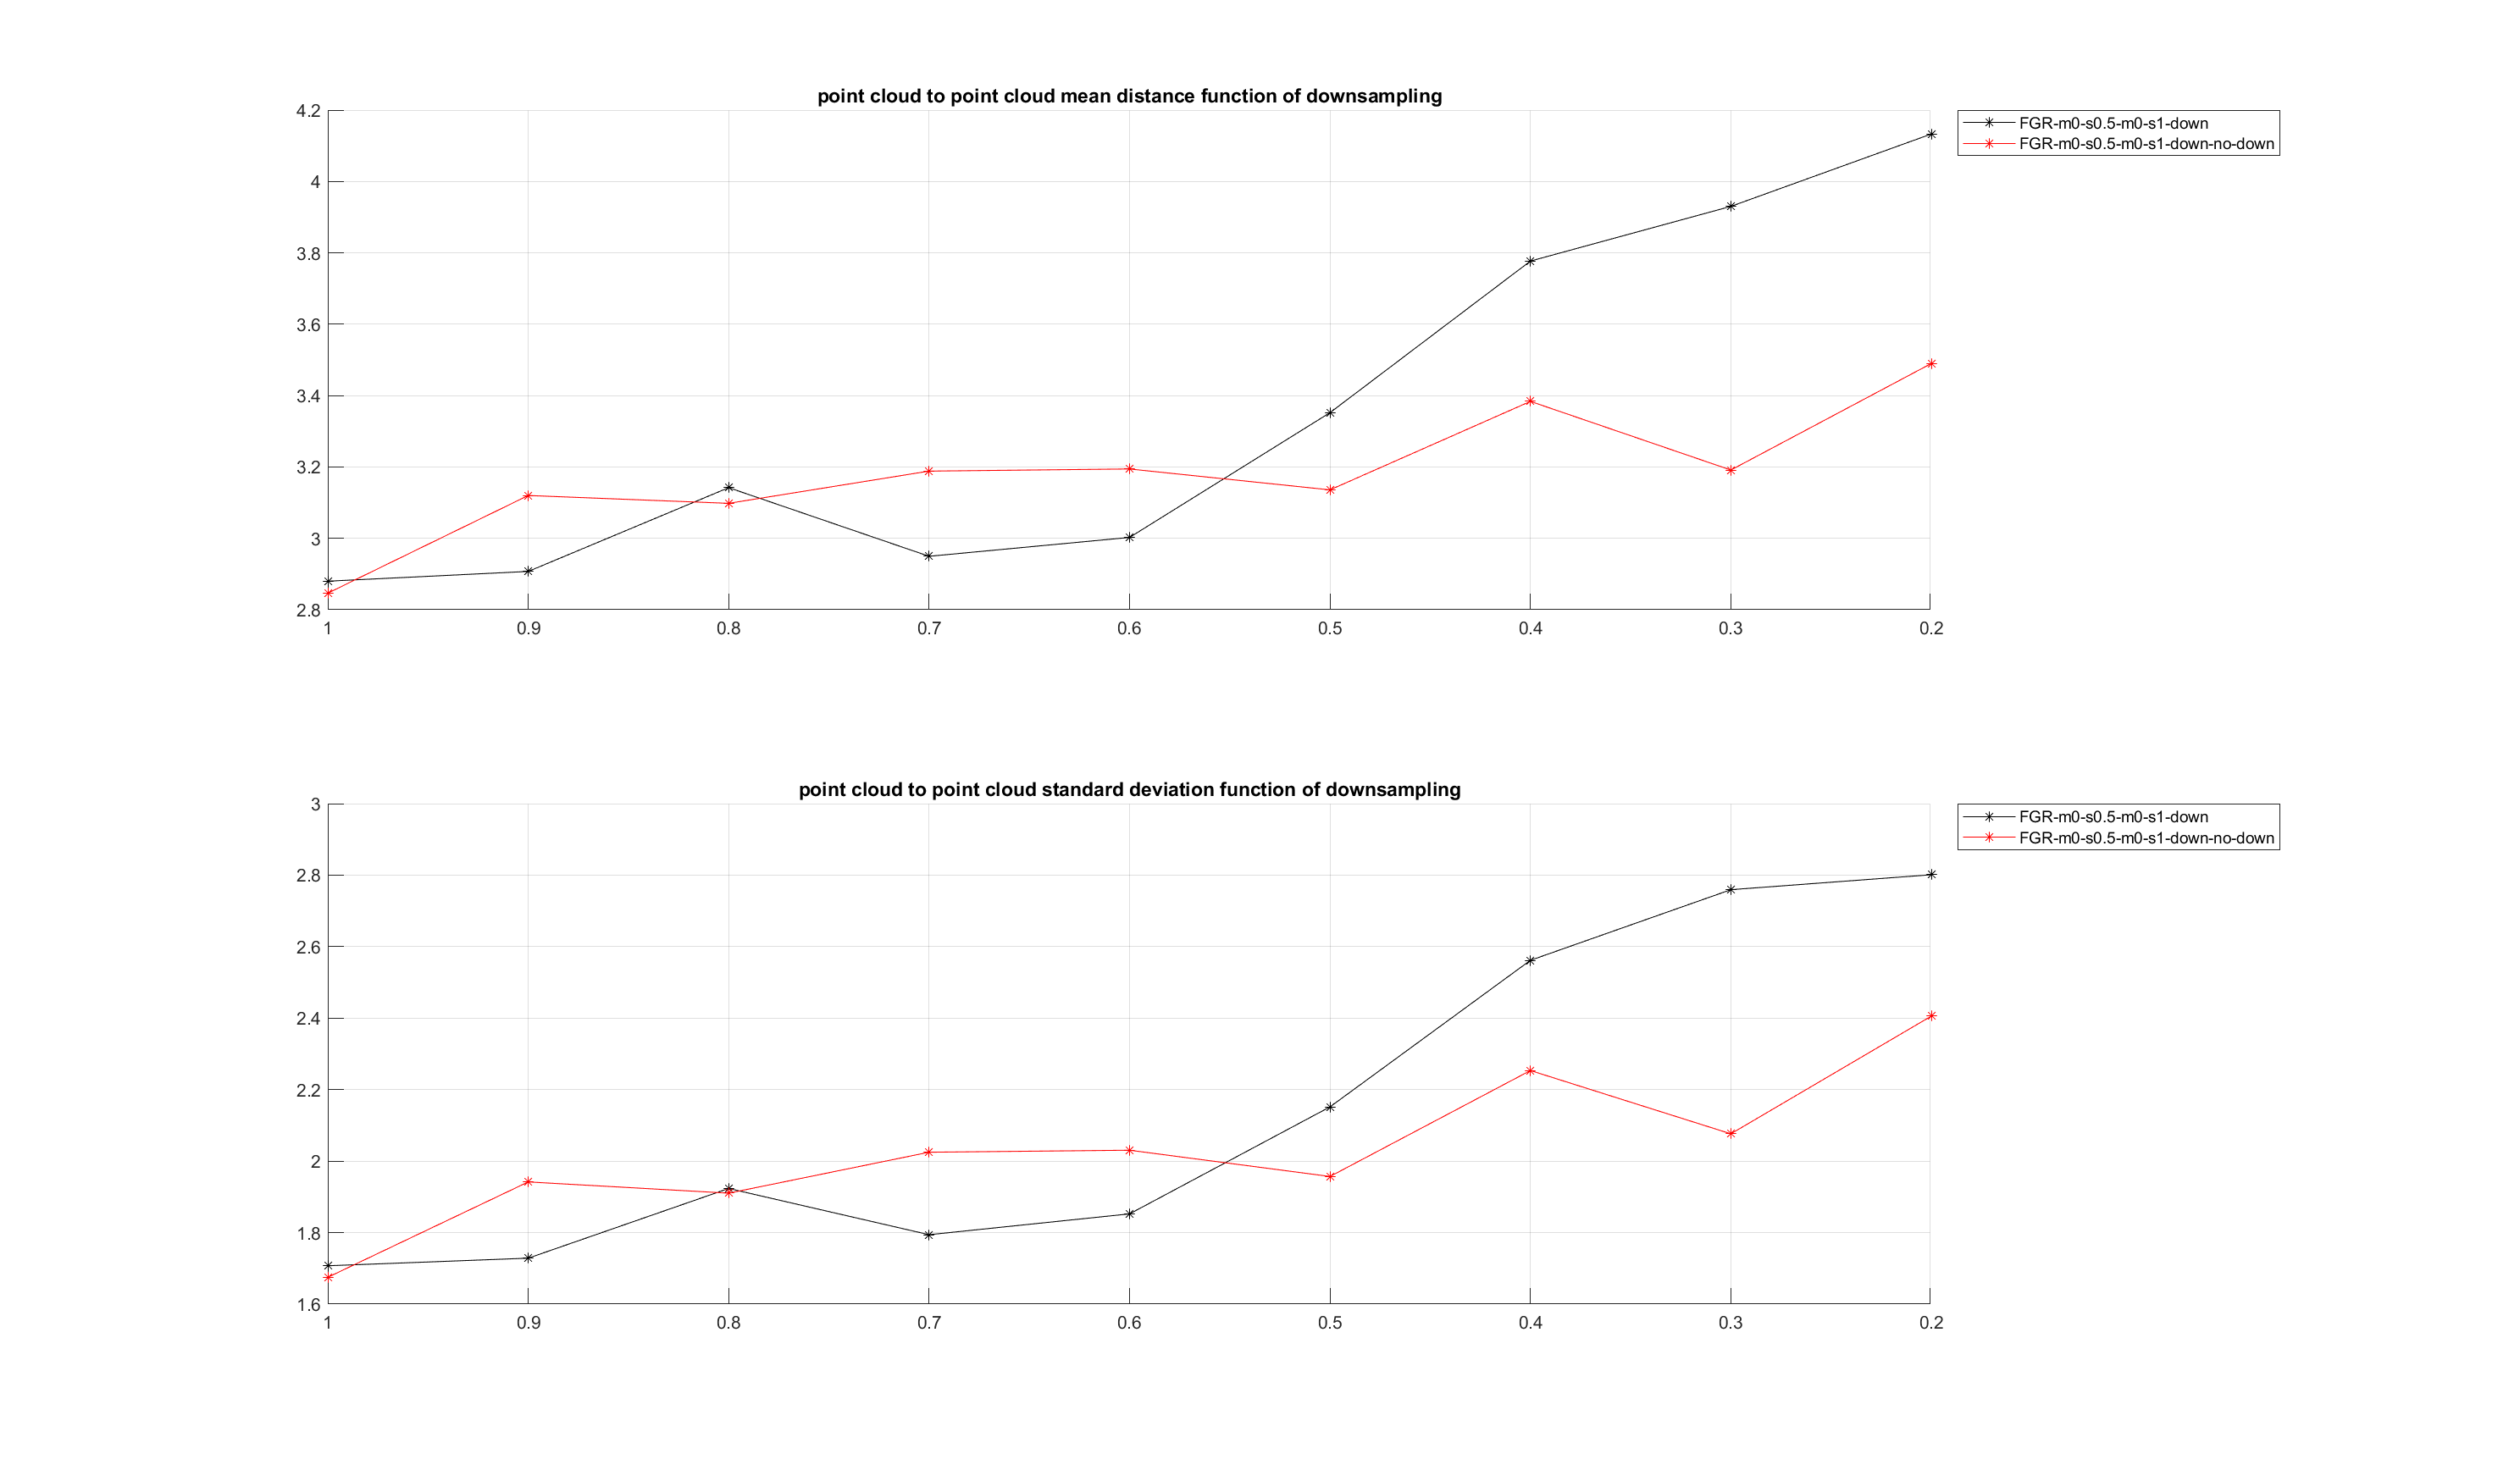 point cloud to point cloud mean distance function of downsampling
4.2
4
3.8
3.6
3.4
3.2
3
2.8
1 0.9 0.8 0.7 0.6 0.5 0.4 0.3 0.2
FGR-m0-s0.5-m0-s1-down
FGR-m0-s0.5-m0-s1-down-no-down
point cloud to point cloud standard deviation function of downsampling
3
2.8
2.6
2.4
2.2
2
1.8
1.6
1 0.9 0.8 0.7 0.6 0.5 0.4 0.3 0.2
FGR-m0-s0.5-m0-s1-down
FGR-m0-s0.5-m0-s1-down-no-down